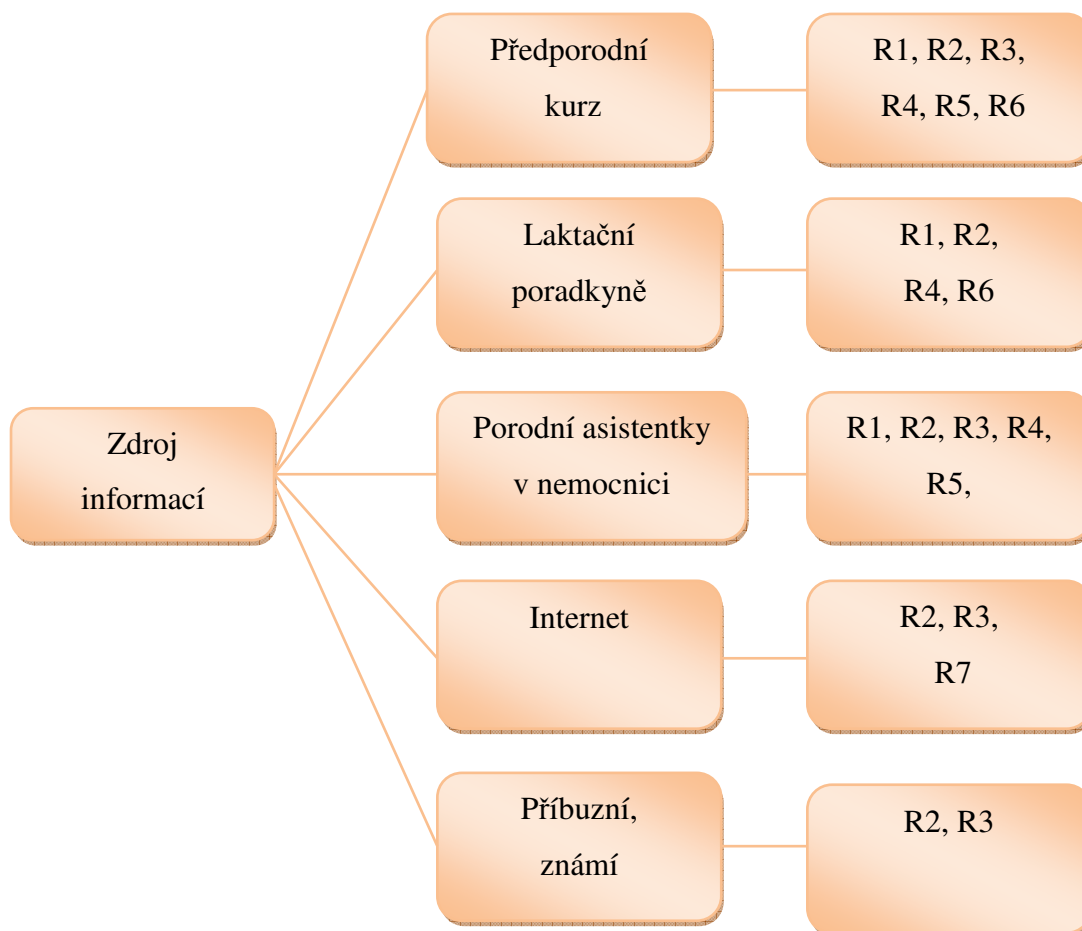 Zdroj
informací
Předporodní
kurz
R1, R2, R3,
R4, R5, R6
Laktační
poradkyně
R1, R2,
R4, R6
Porodní asistentky
v nemocnici
R1, R2, R3, R4,
R5,
Internet
R2, R3,
R7
Příbuzní,
známí
R2, R3